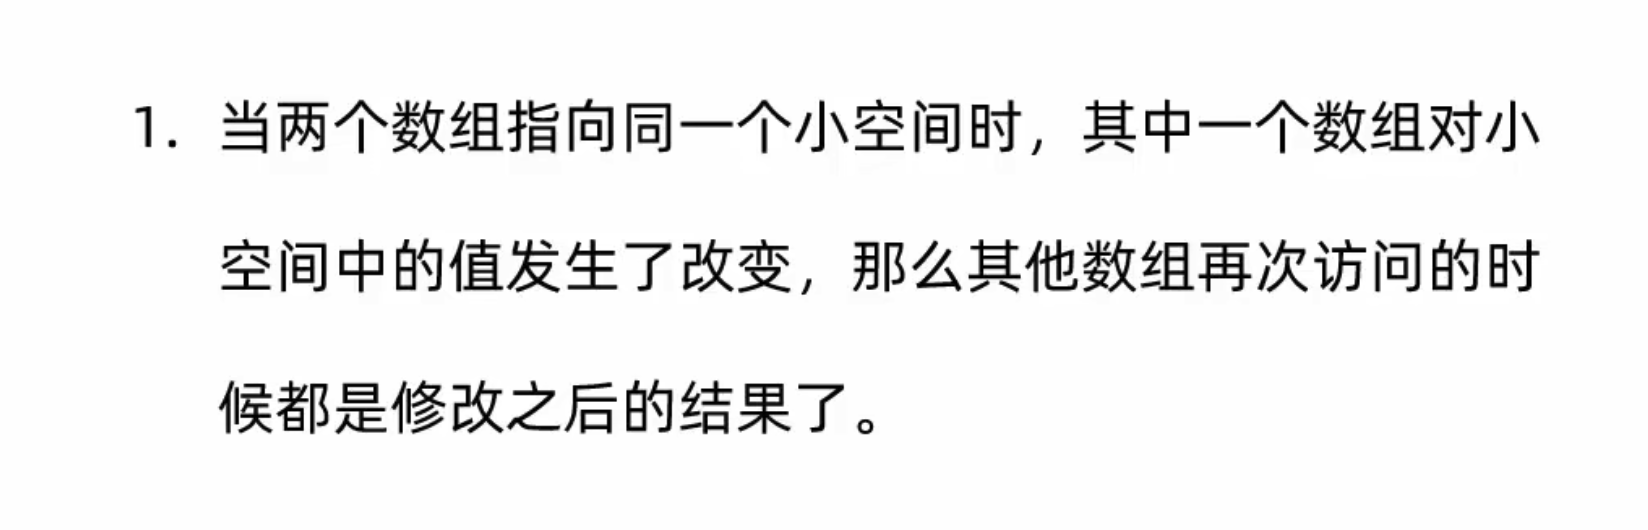 1. 当两个数组指向同一个小空间时，其中一个数组对小
空间中的值发生了改变，那么其他数组再次访问的时
候都是修改之后的结果了。